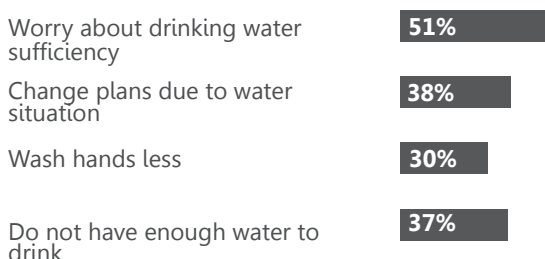 Worry about drinking water 51%
sufficiency
Change plans due to water 38%
situation
Wash hands less 30%
Do not have enough water to 37%
drink